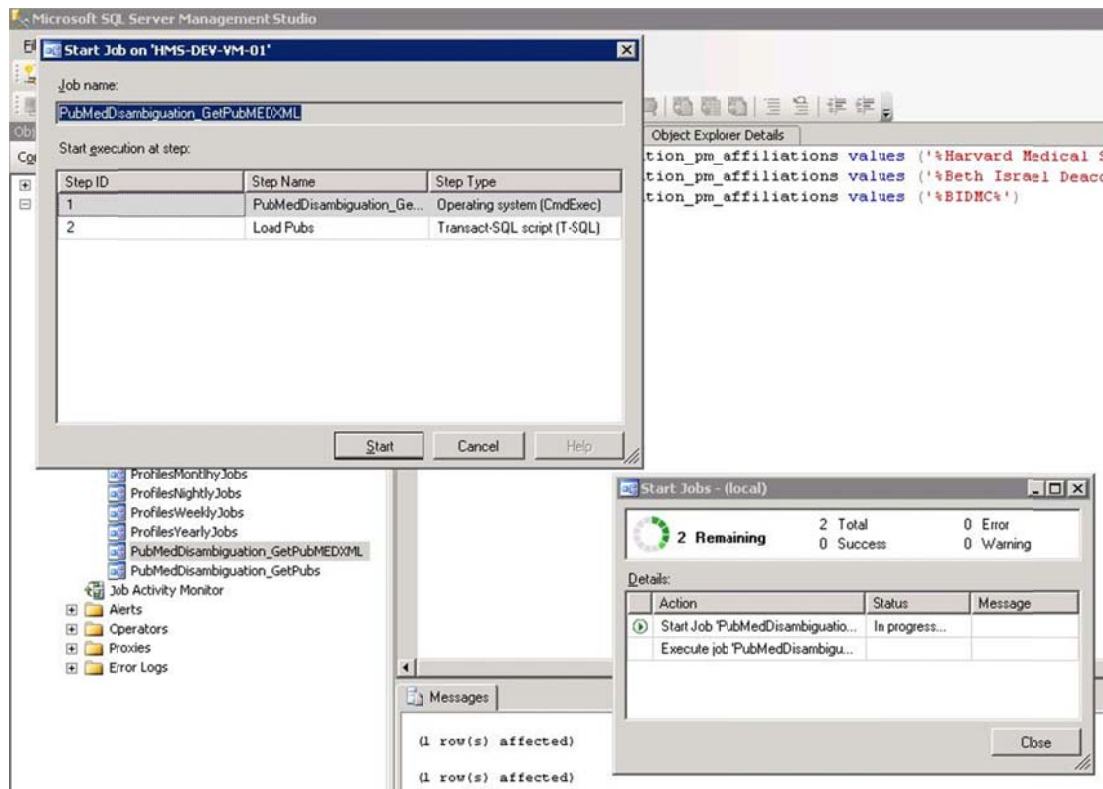 Microsoft SQL Server Management Studio
Start Job on 'HMS-DEV-VM-01'
Job name:
PubMedDisambiguation_GetPubMEDXML
Start execution at step:
Step ID Step Name Step Type
1 PubMedDisambiguation_Ge... Operating system (CmdExec)
2 Load Pubs Transact-SQL script (T-SQL)
Start Cancel Help
Object Explorer Details
tion_pm_affiliations values ('%Harvard Medical S
tion_pm_affiliations values ('%Beth Israel Deaco
tion_pm_affiliations values ('%BIDMC%')
ProfilesMontlhyJobs
ProfilesNightlyJobs
ProfilesWeeklyJobs
ProfilesYearlyJobs
PubMedDisambiguation_GetPubMEDXML
PubMedDisambiguation_GetPubs
Job Activity Monitor
Alerts
Operators
Proxies
Error Logs
Start Jobs - (local)
2 Remaining
2 Total 0 Error
0 Success 0 Warning
Details:
Action Status Message
Start Job 'PubMedDisambiguatio... In progress...
Execute job 'PubMedDisambigu...
Close
Messages
(1 row(s) affected)
(1 row(s) affected)